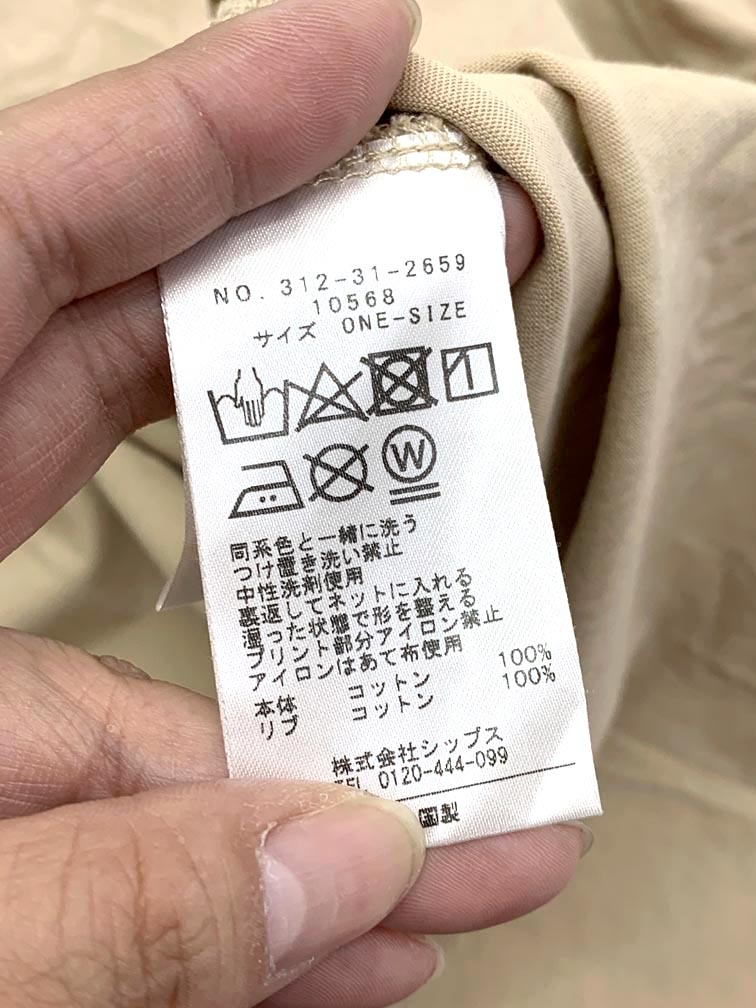 NO. 312-31-2659
10568
サイズ ONE-SIZE
W
同系色と一緒に洗う
つけ置き洗い禁止
中性洗剤使用
裏返してネットに入れる
湿った状態で形を整える
プリント部分アイロン禁止
アイロンはあて布使用
本体 コットン 100%
リブ コットン 100%
株式会社シップス
TEL 0120-444-099
製